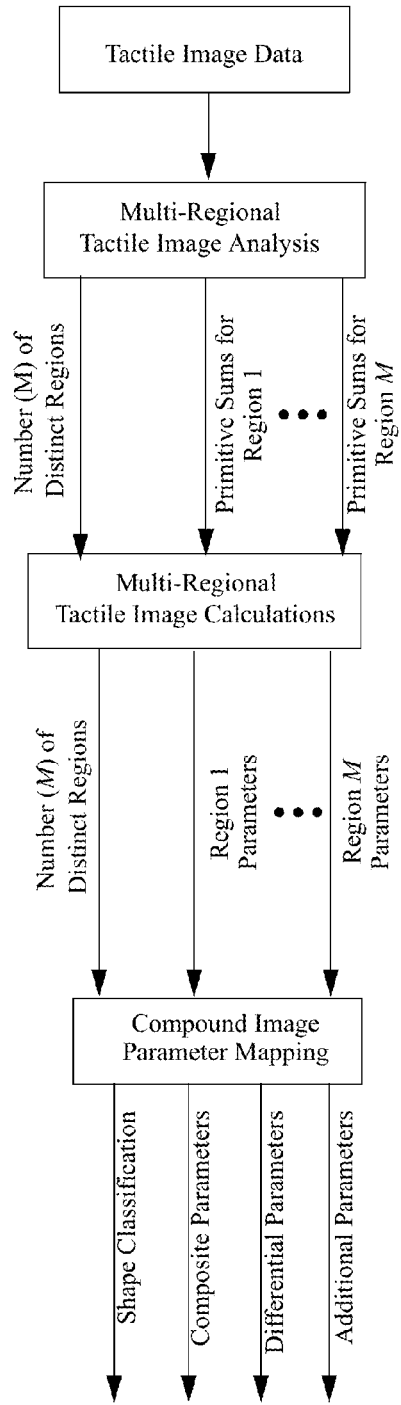 Tactile Image Data
Multi-Regional
Tactile Image Analysis
Number (M) of
Distinct Regions
Primitive Sums for
Region 1
Primitive Sums for
Region M
Multi-Regional
Tactile Image Calculations
Number (M) of
Distinct Regions
Region 1
Parameters
Region M
Parameters
Compound Image
Parameter Mapping
Shape Classification
Composite Parameters
Differential Parameters
Additional Parameters